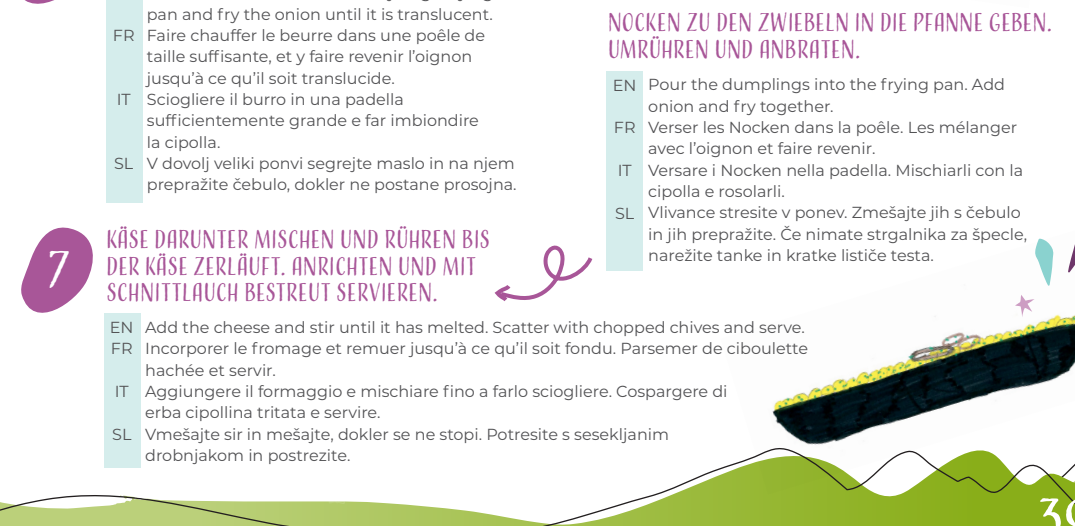 pan and fry the onion until it is translucent.
FR Faire chauffer le beurre dans une poêle de
taille suffisante, et y faire revenir l'oignon
jusqu'à ce qu'il soit translucide.
IT Sciogliere il burro in una padella
sufficientemente grande e far imbiondire
la cipolla.
SL V dovolj veliki ponvi segrejte maslo in na njem
prepražite čebulo, dokler ne postane prosojna.
NOCKEN ZU DEN ZWIEBELN IN DIE PFANNE GEBEN.
UMRÜHREN UND ANBRATEN.
EN Pour the dumplings into the frying pan. Add
onion and fry together.
FR Verser les Nocken dans la poêle. Les mélanger
avec l'oignon et faire revenir.
IT Versare i Nocken nella padella. Mischiarli con la
cipolla e rosolarli.
SL Vlivance stresite v ponev. Zmešajte jih s čebulo
in jih prepražite. Če nimate strgalnika za špecle,
narežite tanke in kratke lističe testa.
7
KÄSE DARUNTER MISCHEN UND RÜHREN BIS
DER KÄSE ZERLÄUFT. ANRICHTEN UND MIT
SCHNITTLAUCH BESTREUT SERVIEREN.
EN Add the cheese and stir until it has melted. Scatter with chopped chives and serve.
FR Incorporer le fromage et remuer jusqu'à ce qu'il soit fondu. Parsemer de ciboulette
hachée et servir.
IT Aggiungere il formaggio e mischiare fino a farlo sciogliere. Cospargere di
erba cipollina tritata e servire.
SL Vmešajte sir in mešajte, dokler se ne stopi. Potresite s sesekljanim
drobnjakom in postrezite.